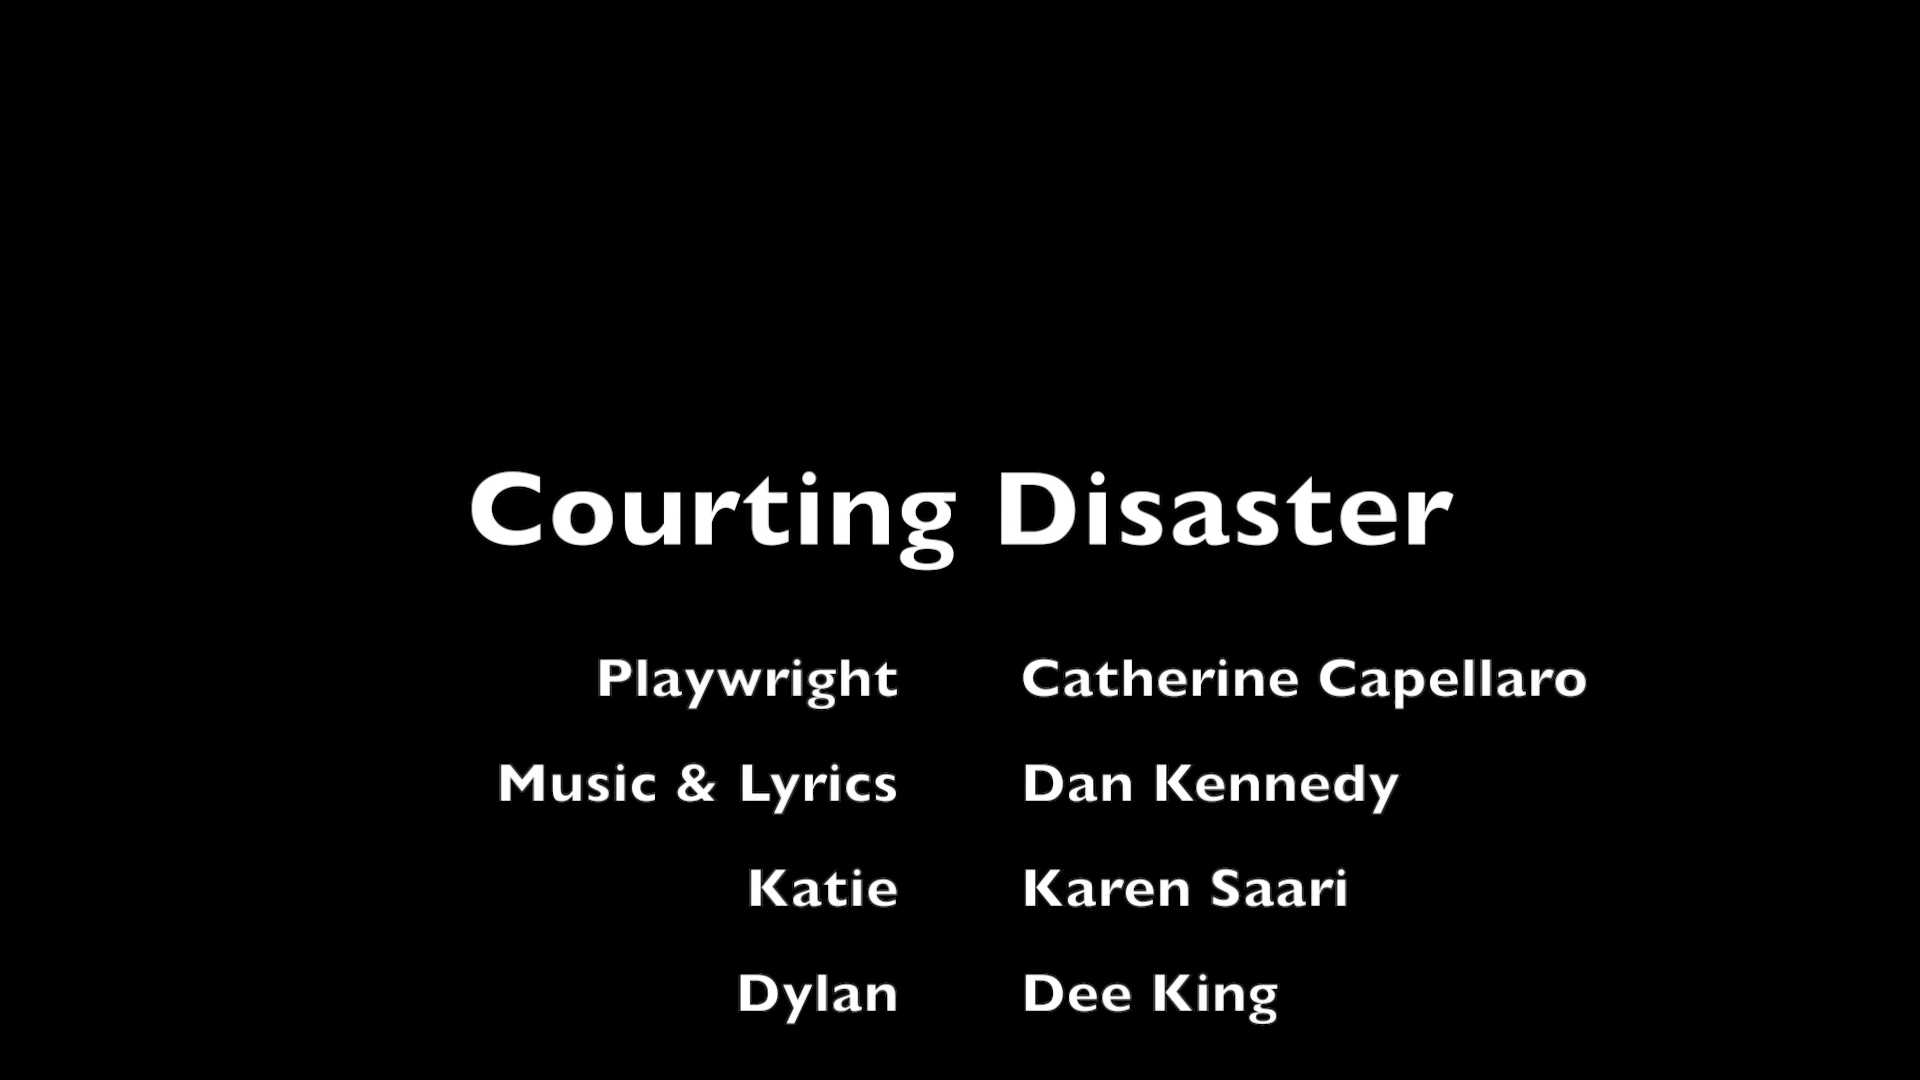 Courting Disaster
Playwright Catherine Capellaro
Music & Lyrics Dan Kennedy
Katie Karen Saari
Dylan Dee King